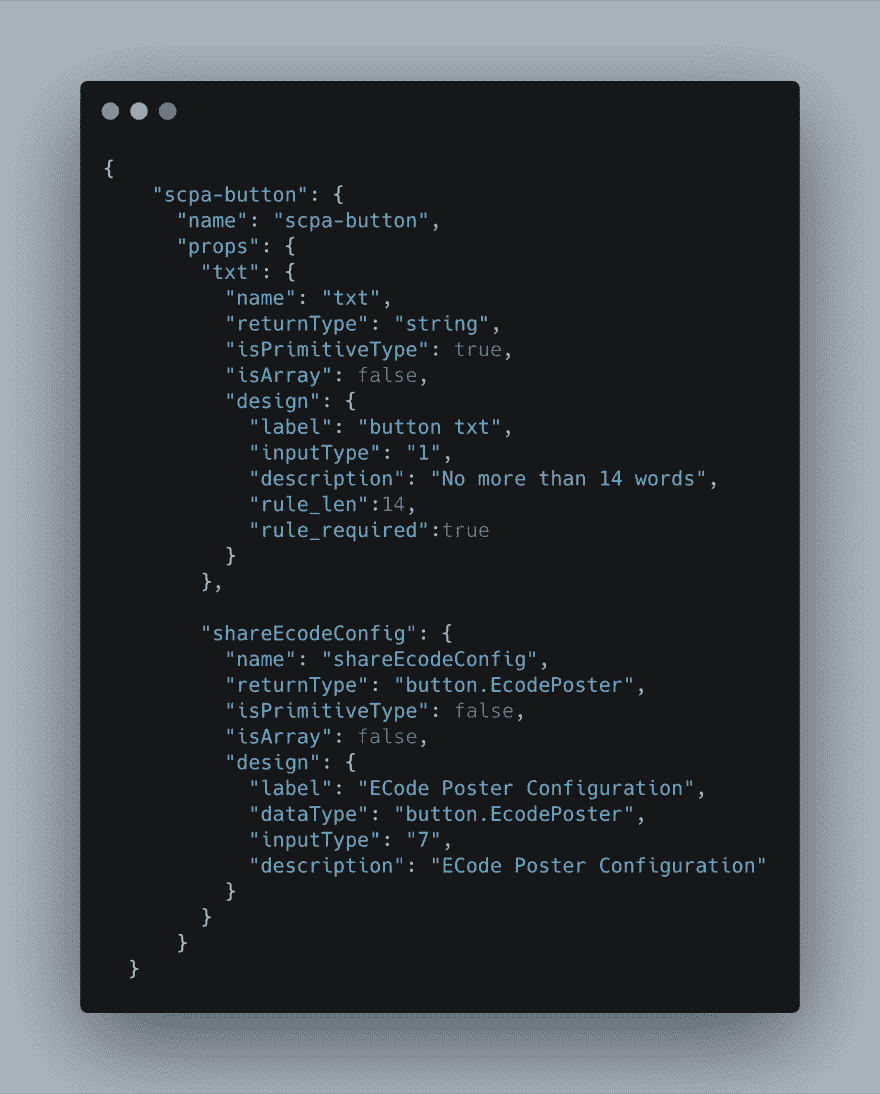 {
    "scpa-button": {
      "name": "scpa-button",
      "props": {
        "txt": {
          "name": "txt",
          "returnType": "string",
          "isPrimitiveType": true,
          "isArray": false,
          "design": {
            "label": "button txt",
            "inputType": "1",
            "description": "No more than 14 words",
            "rule_len":14,
            "rule_required":true
          }
        },

        "shareEcodeConfig": {
          "name": "shareEcodeConfig",
          "returnType": "button.EcodePoster",
          "isPrimitiveType": false,
          "isArray": false,
          "design": {
            "label": "ECode Poster Configuration",
            "dataType": "button.EcodePoster",
            "inputType": "7",
            "description": "ECode Poster Configuration"
          }
        }
      }
  }